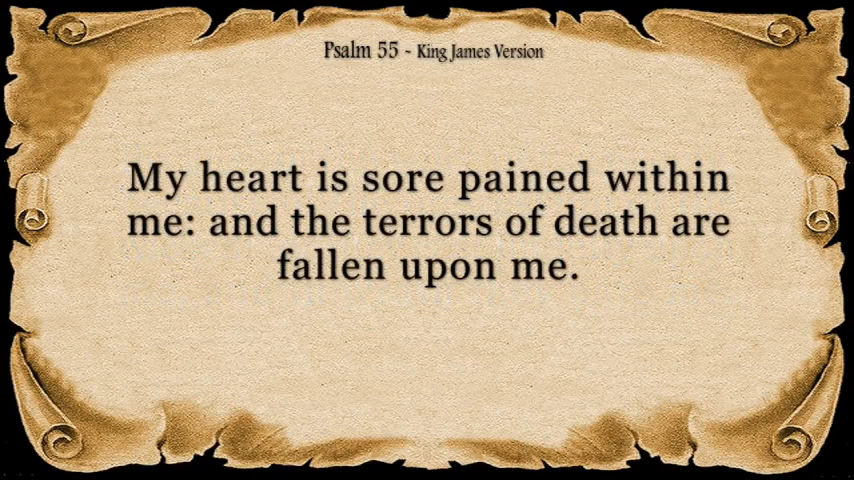 Psalm 55 - King James Version
My heart is sore pained within
me: and the terrors of death are
fallen upon me.